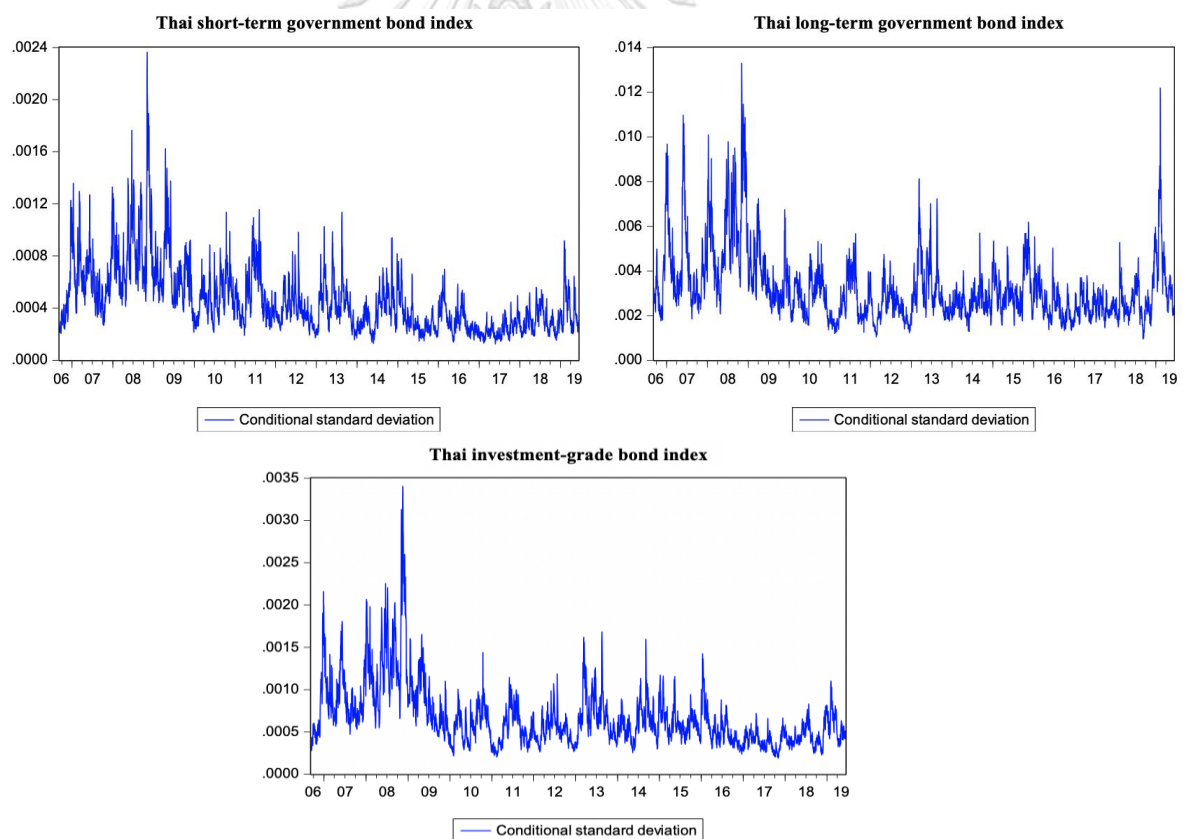 Thai short-term government bond index
.0024
.0020
.0016
.0012
.0008
.0004
.0000
06 07 08 09 10 11 12 13 14 15 16 17 18 19
Conditional standard deviation
Thai long-term government bond index
.014
.012
.010
.008
.006
.004
.002
.000
06 07 08 09 10 11 12 13 14 15 16 17 18 19
Conditional standard deviation
Thai investment-grade bond index
.0035
.0030
.0025
.0020
.0015
.0010
.0005
.0000
06 07 08 09 10 11 12 13 14 15 16 17 18 19
Conditional standard deviation